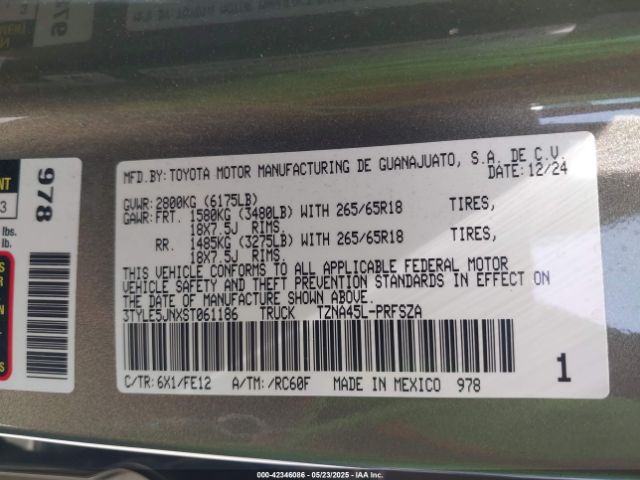 MFD.BY: TOYOTA MOTOR MANUFACTURING DE GUANAJUATO, S.A. DE C.V.
DATE: 12/24
GVWR: 2800KG (6175LB)
GAWR: FRT. 1580KG (3480LB) WITH 265/65R18 TIRES,
18X7.5J RIMS.
RR. 1485KG (3275LB) WITH 265/65R18 TIRES,
18X7.5J RIMS.
THIS VEHICLE CONFORMS TO ALL APPLICABLE FEDERAL MOTOR
VEHICLE SAFETY AND THEFT PREVENTION STANDARDS IN EFFECT ON
THE DATE OF MANUFACTURE SHOWN ABOVE.
3TYLE5JNXST061186 TRUCK TZNA45L-PRFSZA
C/TR: 6X1/FE12 A/TM: /RC60F MADE IN MEXICO 978
1
978
3
lbs.
lb.
000-42346086 - 05/23/2025 - IAA Inc. (IAA)